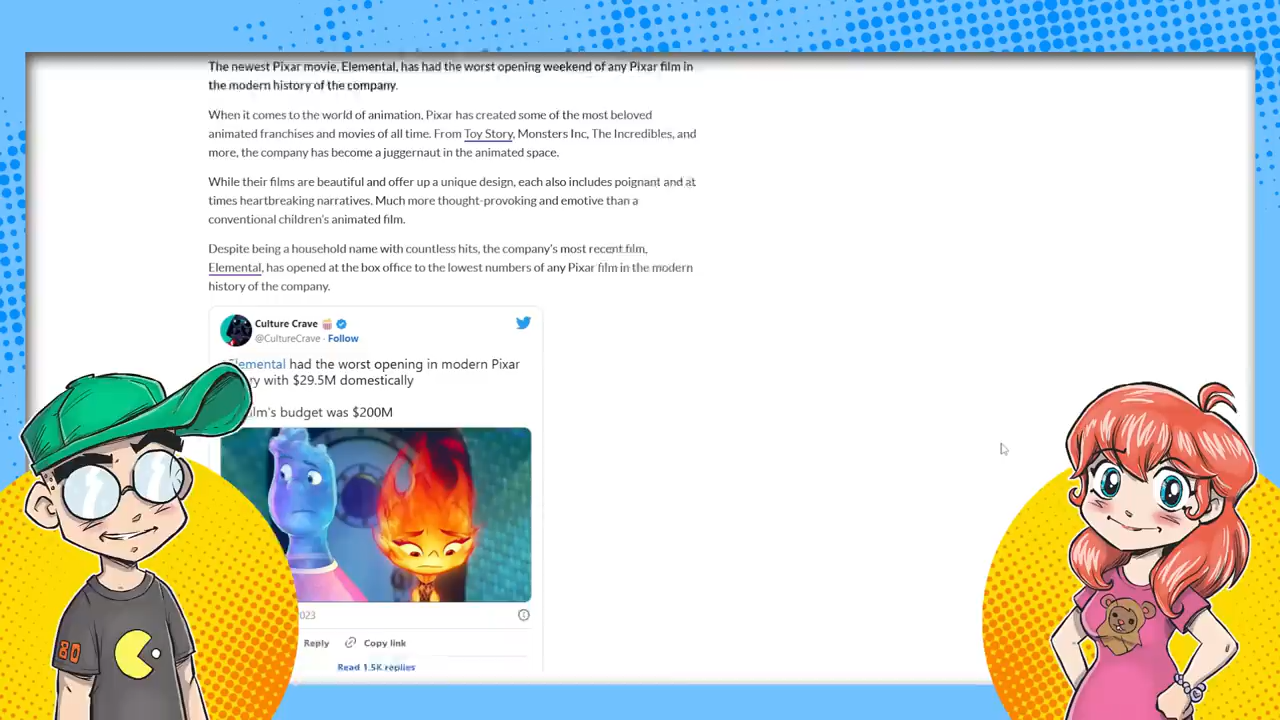 The newest Pixar movie, Elemental, has had the worst opening weekend of any Pixar film in
the modern history of the company.
When it comes to the world of animation, Pixar has created some of the most beloved
animated franchises and movies of all time. From Toy Story, Monsters Inc, The Incredibles, and
more, the company has become a juggernaut in the animated space.
While their films are beautiful and offer up a unique design, each also includes poignant and at
times heartbreaking narratives. Much more thought-provoking and emotive than a
conventional children's animated film.
Despite being a household name with countless hits, the company's most recent film,
Elemental, has opened at the box office to the lowest numbers of any Pixar film in the modern
history of the company.
Culture Crave
@CultureCrave · Follow
Elemental had the worst opening in modern Pixar
ry with $29.5M domestically
ilm's budget was $200M
023
Reply Copy link
Read 1.5K replies
80